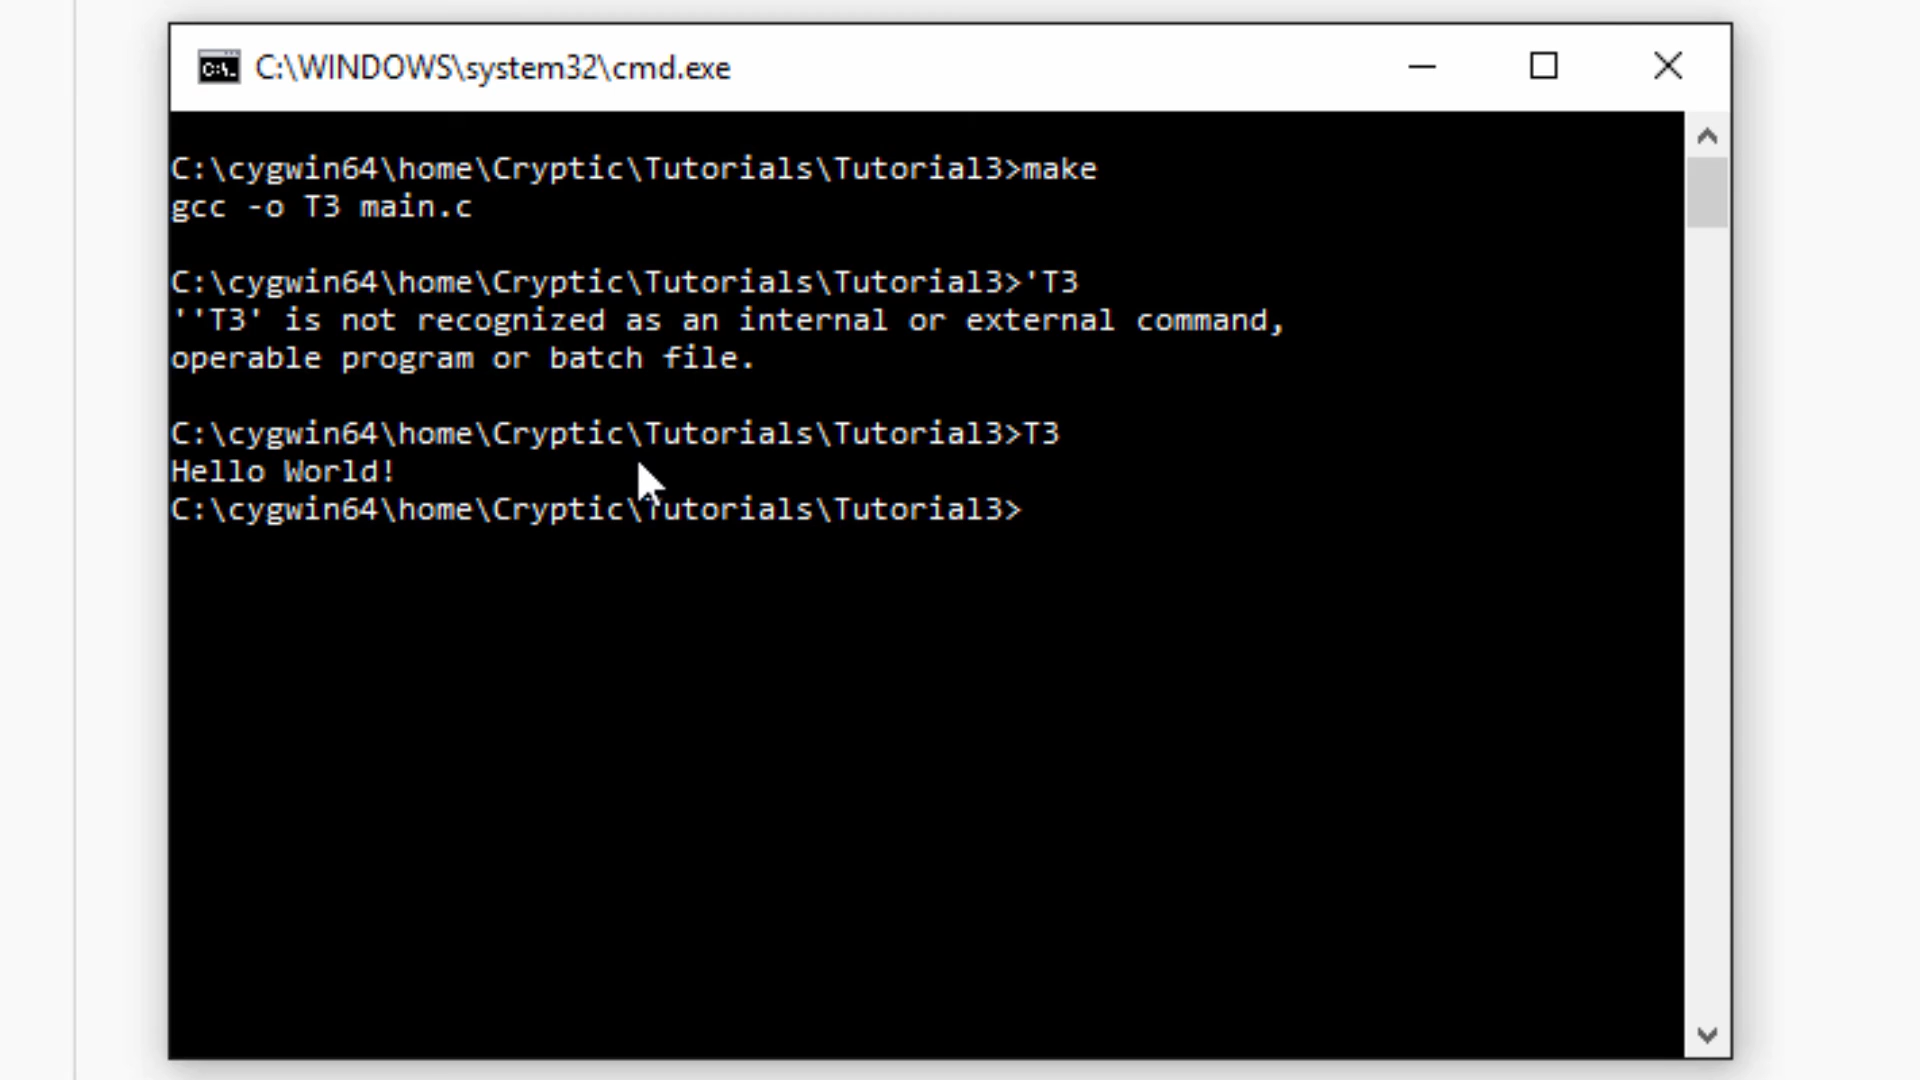 C:\WINDOWS\system32\cmd.exe
C:\cygwin64\home\Cryptic\Tutorials\Tutorial3>make
gcc -o T3 main.c
C:\cygwin64\home\Cryptic\Tutorials\Tutorial3>'T3
''T3' is not recognized as an internal or external command,
operable program or batch file.
C:\cygwin64\home\Cryptic\Tutorials\Tutorial3>T3
Hello World!
C:\cygwin64\home\Cryptic\Tutorials\Tutorial3>